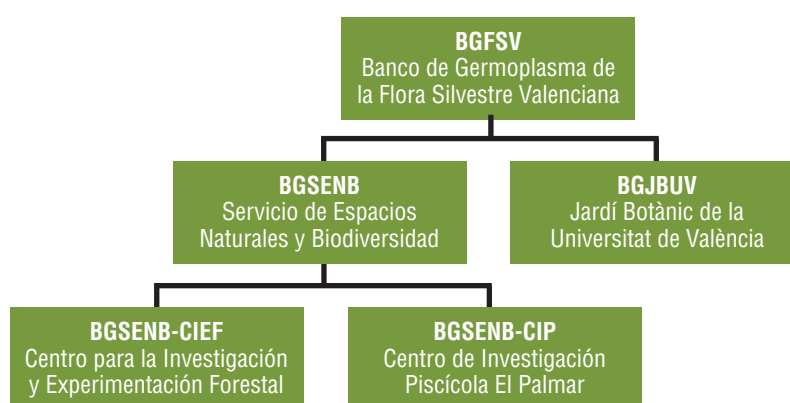 BGFSV
Banco de Germoplasma de
la Flora Silvestre Valenciana
BGSENB
Servicio de Espacios
Naturales y Biodiversidad
BGJBUV
Jardí Botànic de la
Universitat de València
BGSENB-CIEF
Centro para la Investigación
y Experimentación Forestal
BGSENB-CIP
Centro de Investigación
Piscícola El Palmar